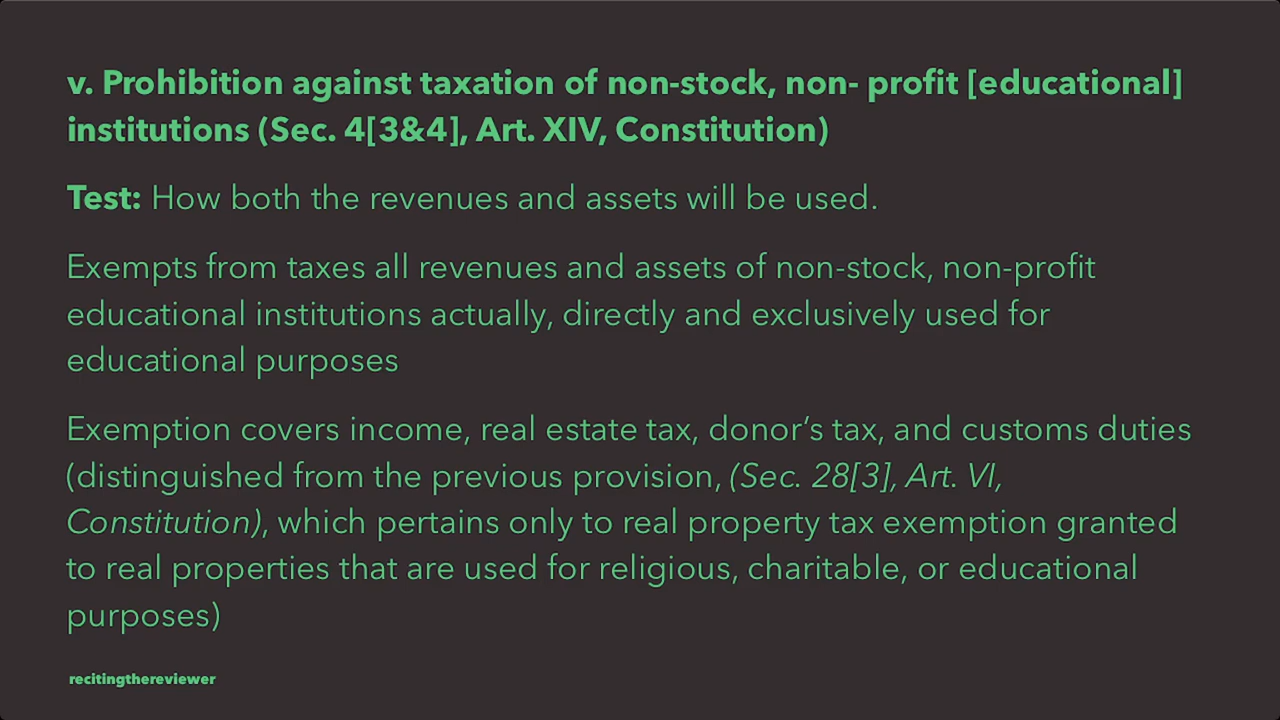 v. Prohibition against taxation of non-stock, non- profit [educational]
institutions (Sec. 4[3&4], Art. XIV, Constitution)
Test: How both the revenues and assets will be used.
Exempts from taxes all revenues and assets of non-stock, non-profit
educational institutions actually, directly and exclusively used for
educational purposes
Exemption covers income, real estate tax, donor’s tax, and customs duties
(distinguished from the previous provision, (Sec. 28[3], Art. VI,
Constitution), which pertains only to real property tax exemption granted
to real properties that are used for religious, charitable, or educational
purposes)
recitingthereviewer